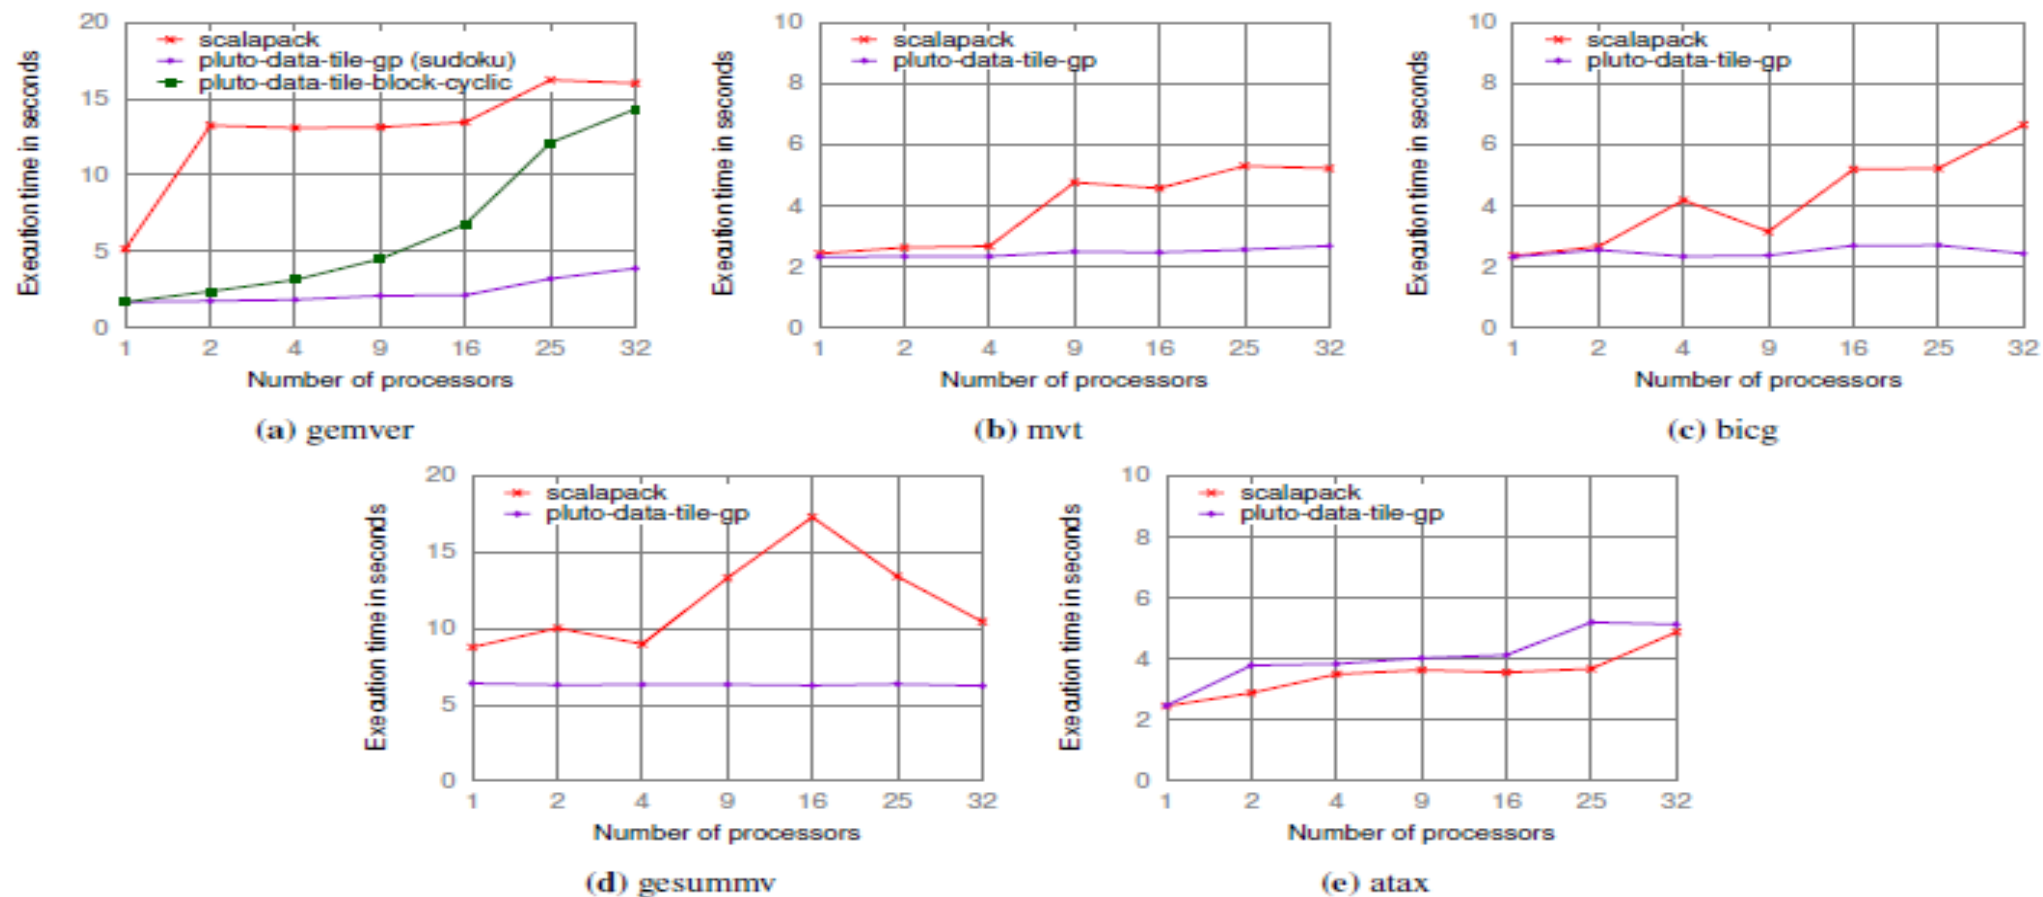 20
15
10
5
0
scalapack
pluto-data-tile-gp (sudoku)
pluto-data-tile-block-cyclic
Execution time in seconds
1 2 4 9 16 25 32
Number of processors
(a) gemver
10
8
6
4
2
0
scalapack
pluto-data-tile-gp
Execution time in seconds
1 2 4 9 16 25 32
Number of processors
(b) mvt
10
8
6
4
2
0
scalapack
pluto-data-tile-gp
Execution time in seconds
1 2 4 9 16 25 32
Number of processors
(c) bicg
20
15
10
5
0
scalapack
pluto-data-tile-gp
Execution time in seconds
1 2 4 9 16 25 32
Number of processors
(d) gesummv
10
8
6
4
2
0
scalapack
pluto-data-tile-gp
Execution time in seconds
1 2 4 9 16 25 32
Number of processors
(e) atax